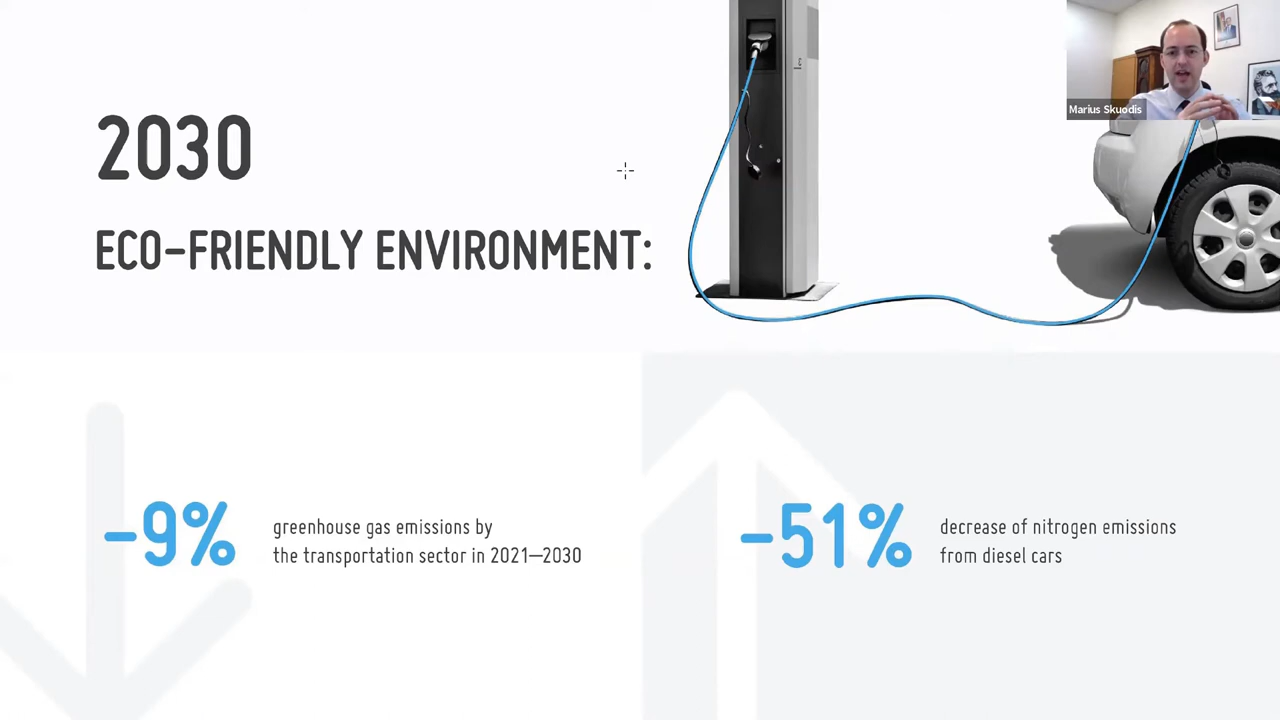 2030
ECO-FRIENDLY ENVIRONMENT:
Marius Skuodis
-9%
greenhouse gas emissions by
the transportation sector in 2021—2030
-51%
decrease of nitrogen emissions
from diesel cars